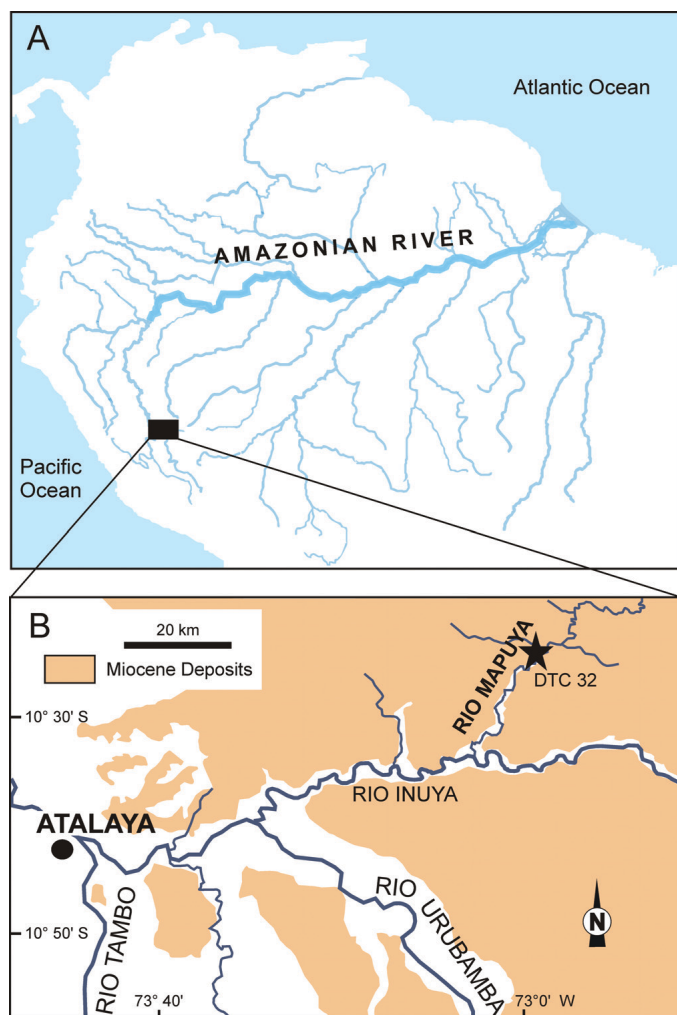 A
Atlantic Ocean
AMAZONIAN RIVER
Pacific
Ocean
B
20 km
Miocene Deposits
RIO MAPUYA
DTC 32
10° 30' S
RIO INUYA
ATALAYA
RIO URUBAMBA
RIO TAMBO
N
10° 50' S
73° 40'
73°0' W